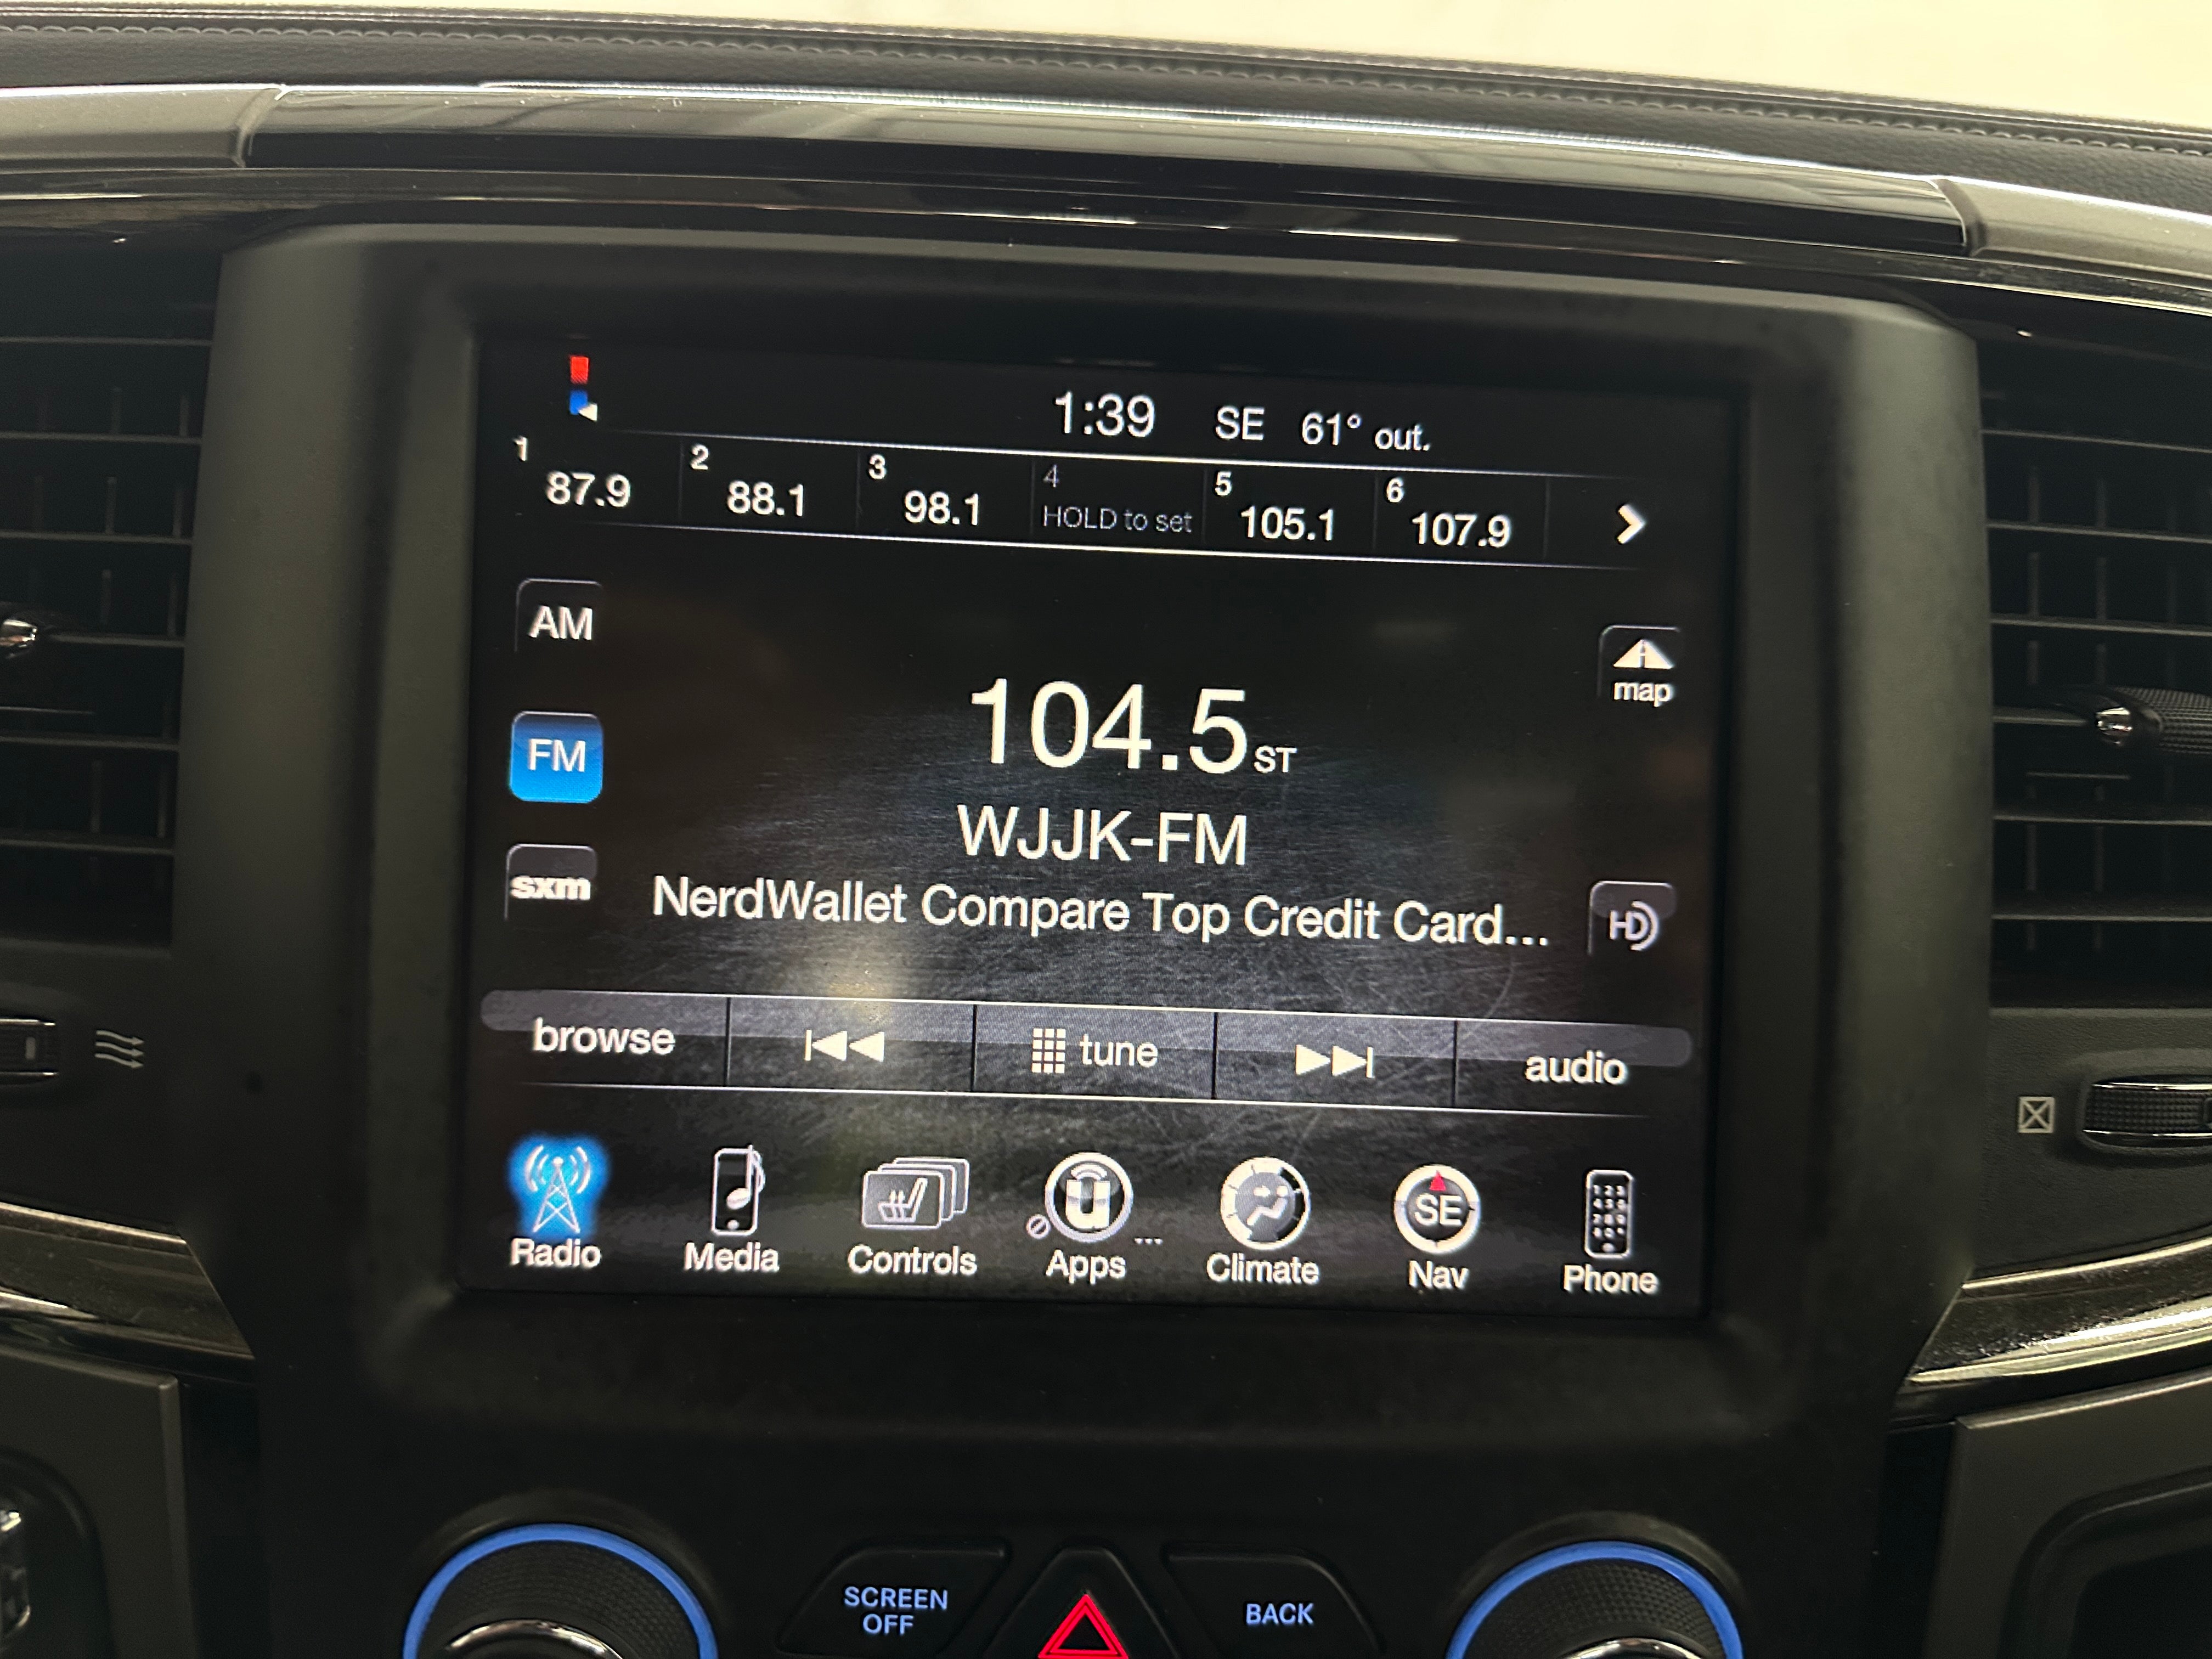 1:39 SE 61° out.
1 87.9 2 88.1 3 98.1 4 HOLD to set 5 105.1 6 107.9
AM
map
104.5 ST
FM
WJJK-FM
sxm
NerdWallet Compare Top Credit Card...
HD
browse tune audio
u ... SE
Radio Media Controls Apps Climate Nav Phone
SCREEN OFF
BACK